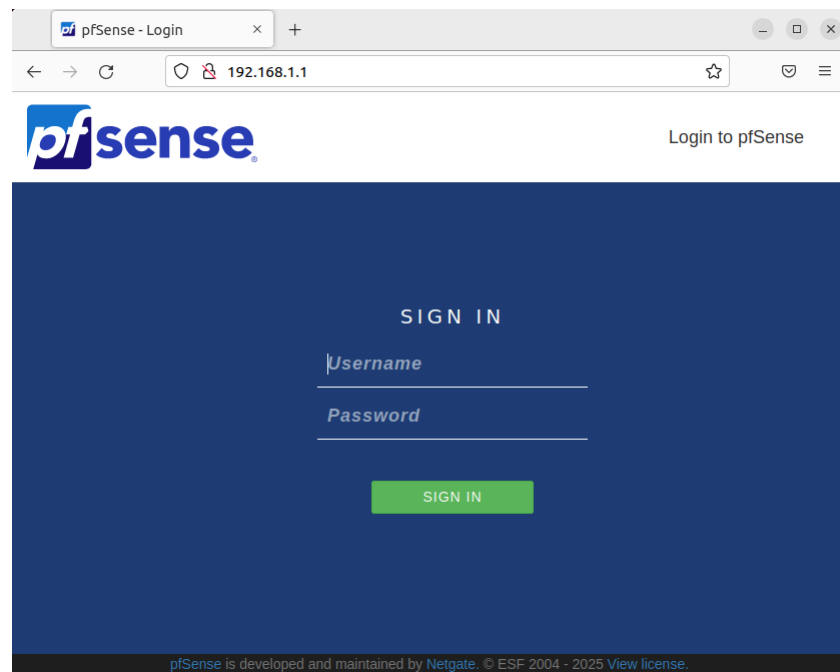 pfSense - Login
192.168.1.1
pfsense®
Login to pfSense
SIGN IN
Username
Password
SIGN IN
pfSense is developed and maintained by Netgate. © ESF 2004 - 2025 View license.